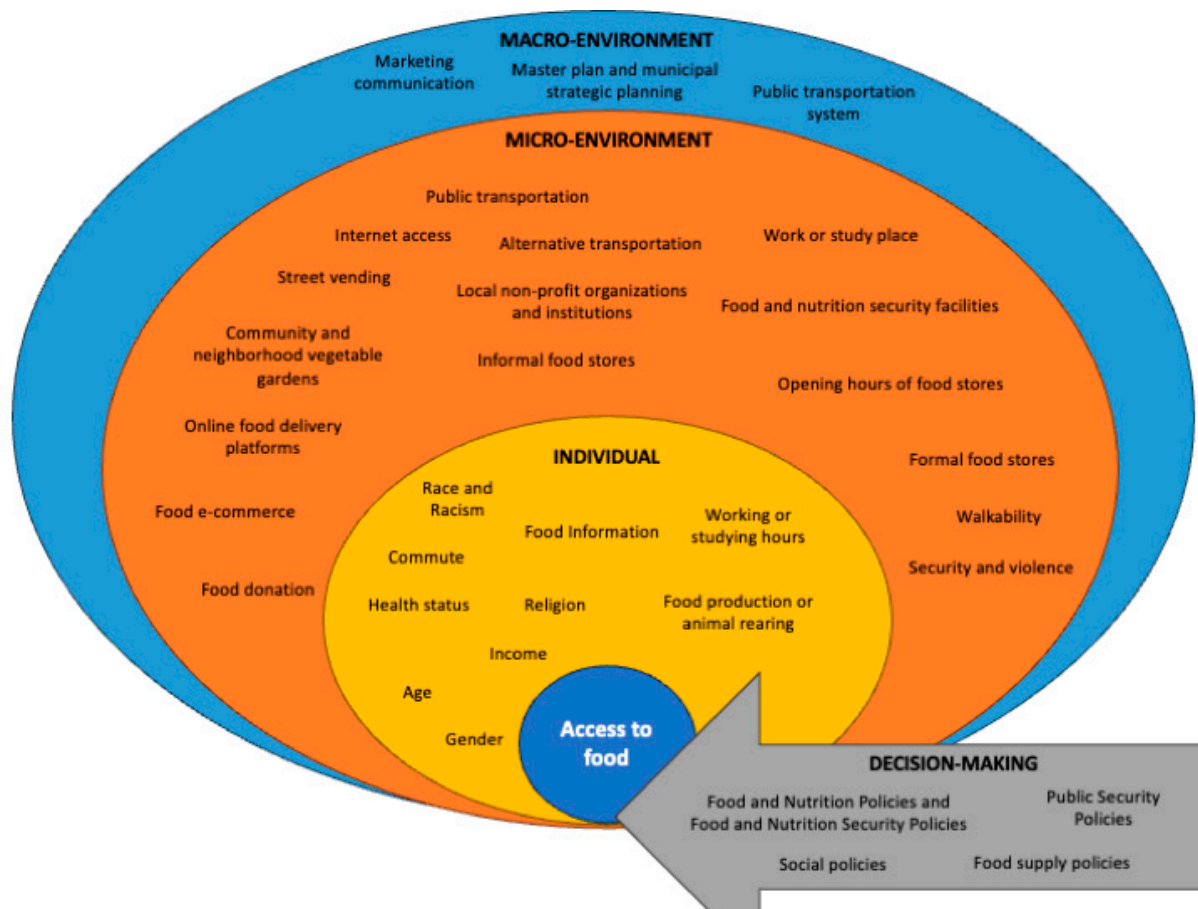 MACRO-ENVIRONMENT
Marketing
communication
Master plan and municipal
strategic planning
Public transportation
system
MICRO-ENVIRONMENT
Public transportation
Internet access
Alternative transportation
Work or study place
Street vending
Local non-profit organizations
and institutions
Food and nutrition security facilities
Community and
neighborhood vegetable
gardens
Informal food stores
Opening hours of food stores
Online food delivery
platforms
Formal food stores
Food e-commerce
Walkability
Security and violence
Food donation
INDIVIDUAL
Race and
Racism
Food Information
Working or
studying hours
Commute
Health status
Religion
Food production or
animal rearing
Income
Age
Gender
Access to
food
DECISION-MAKING
Food and Nutrition Policies and
Food and Nutrition Security Policies
Public Security
Policies
Social policies
Food supply policies